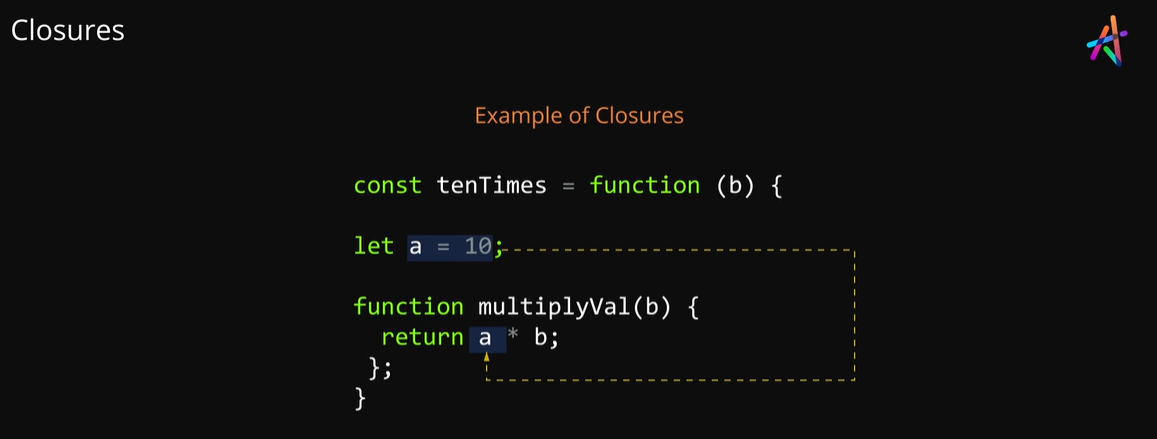 Closures
Example of Closures
const tenTimes = function (b) {
let a = 10;
function multiplyVal(b) {
return a * b;
};
}